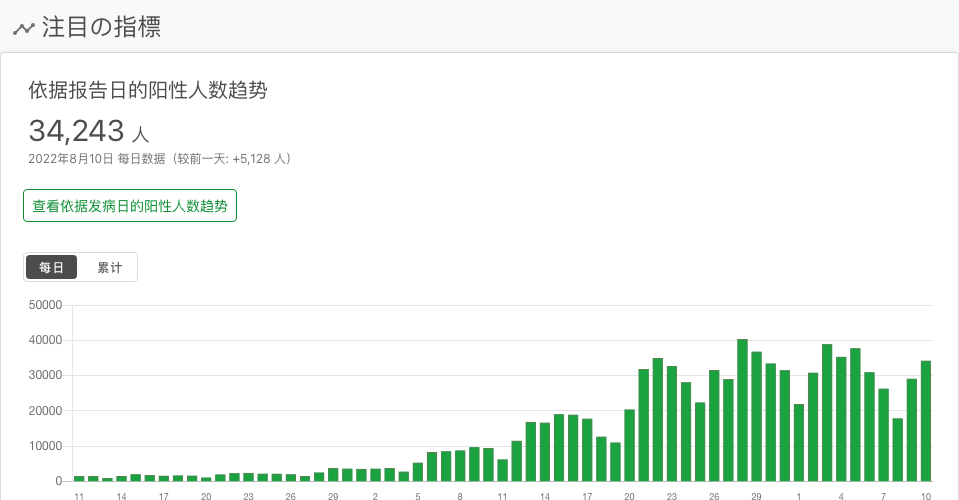 注目の指標
依据报告日的阳性人数趋势
34,243 人
2022年8月10日 每日数据（较前一天: +5,128 人）
查看依据发病日的阳性人数趋势
每日 累计
50000
40000
30000
20000
10000
0
11 14 17 20 23 26 29 2 5 8 11 14 17 20 23 26 29 1 4 7 10